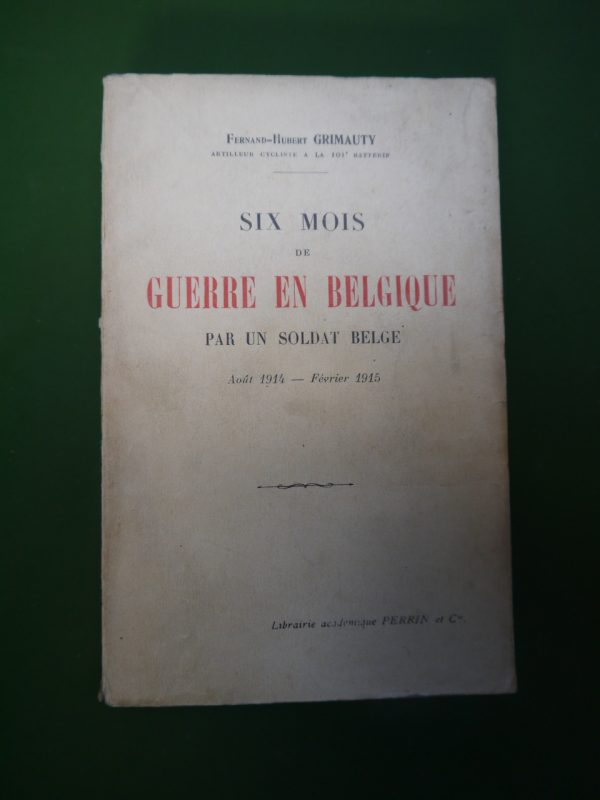 Fernand-Hubert GRIMAUTY
ARTILLEUR CYCLISTE A LA 101e BATTERIE
SIX MOIS
DE
GUERRE EN BELGIQUE
PAR UN SOLDAT BELGE
Août 1914 — Février 1915
Librairie académique PERRIN et Cie.